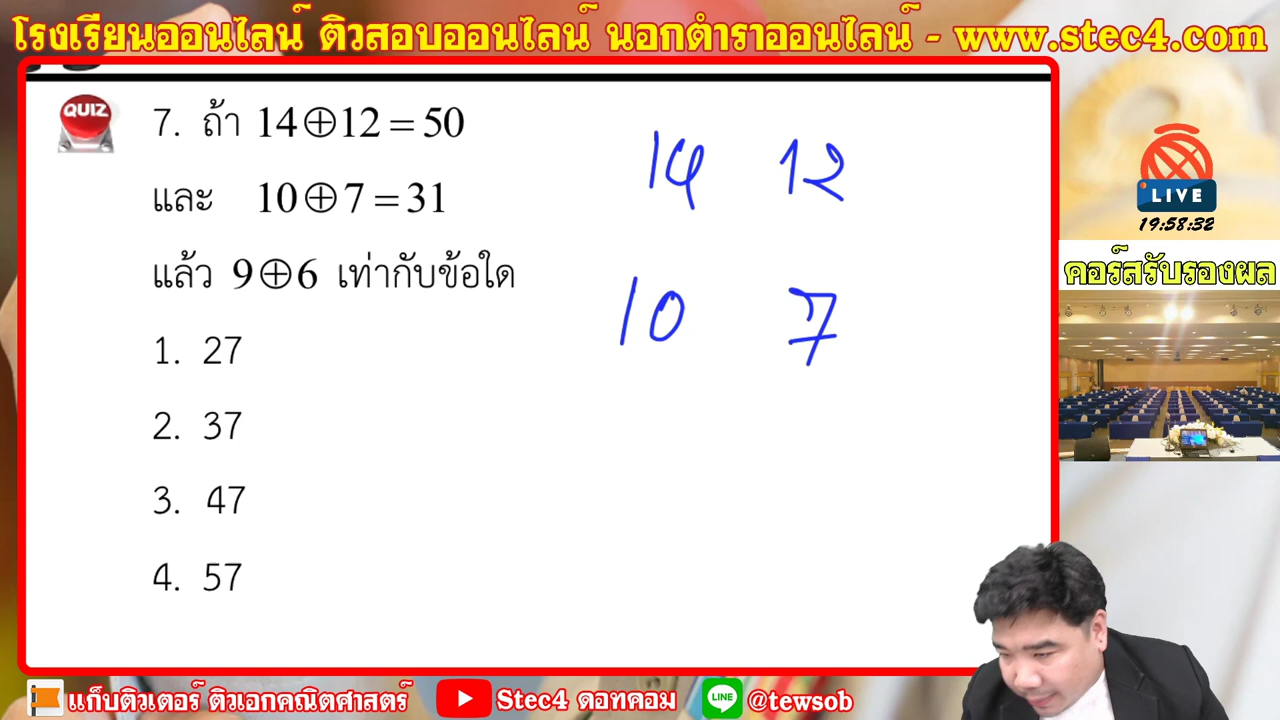 โรงเรียนออนไลน์ ติวสอบออนไลน์ นอกตำราออนไลน์ - www.stec4.com
QUIZ
7. ถ้า 14⊕12=50
และ 10⊕7=31
แล้ว 9⊕6 เท่ากับข้อใด
1. 27
2. 37
3. 47
4. 57
14 12
10 7
LIVE
19:58:32
คอร์สรับรองผล
แก็บติวเตอร์ ติวเอกคณิตศาสตร์
Stec4 ดอทคอม
LINE
@tewsob